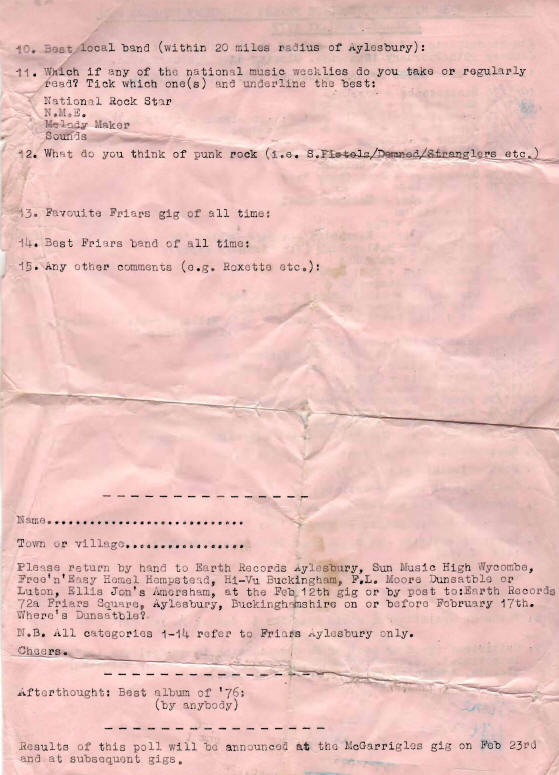 10. Best local band (within 20 miles radius of Aylesbury):
11. Which if any of the national music weeklies do you take or regularly
read? Tick which one(s) and underline the best:
National Rock Star
N.M.E.
Melody Maker
Sounds
12. What do you think of punk rock (i.e. S.Pistols/Damned/Stranglers etc.)
13. Favouite Friars gig of all time:
14. Best Friars band of all time:
15. Any other comments (e.g. Roxette etc.):
Name............................
Town or village.................
Please return by hand to Earth Records Aylesbury, Sun Music High Wycombe,
Free'n'Easy Hemel Hempstead, Hi-Vu Buckingham, F.L. Moore Dunsatble or
Luton, Ellis Jon's Amersham, at the Feb 12th gig or by post to:Earth Records
72a Friars Square, Aylesbury, Buckinghamshire on or before February 17th.
Where's Dunsatble?
N.B. All categories 1-14 refer to Friars Aylesbury only.
Cheers.
Afterthought: Best album of '76:
(by anybody)
Results of this poll will be announced at the McGarrigles gig on Feb 23rd
and at subsequent gigs.